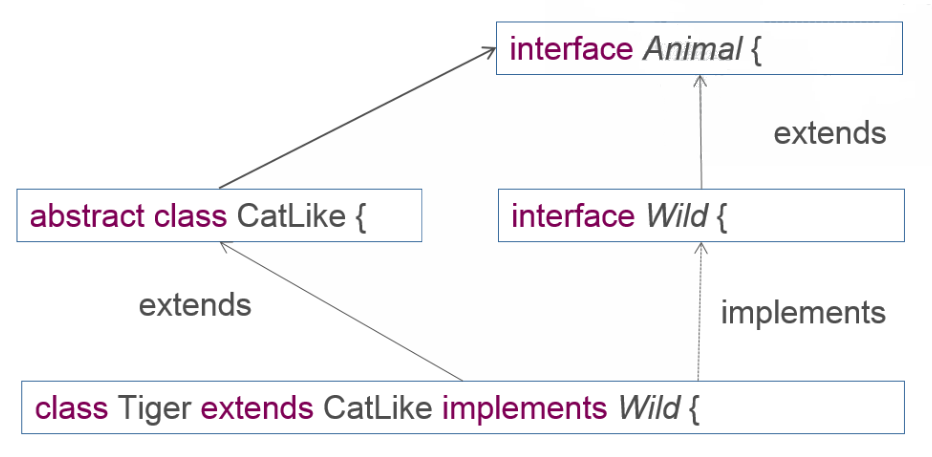 interface Animal {
extends
abstract class CatLike {
interface Wild {
extends
implements
class Tiger extends CatLike implements Wild {